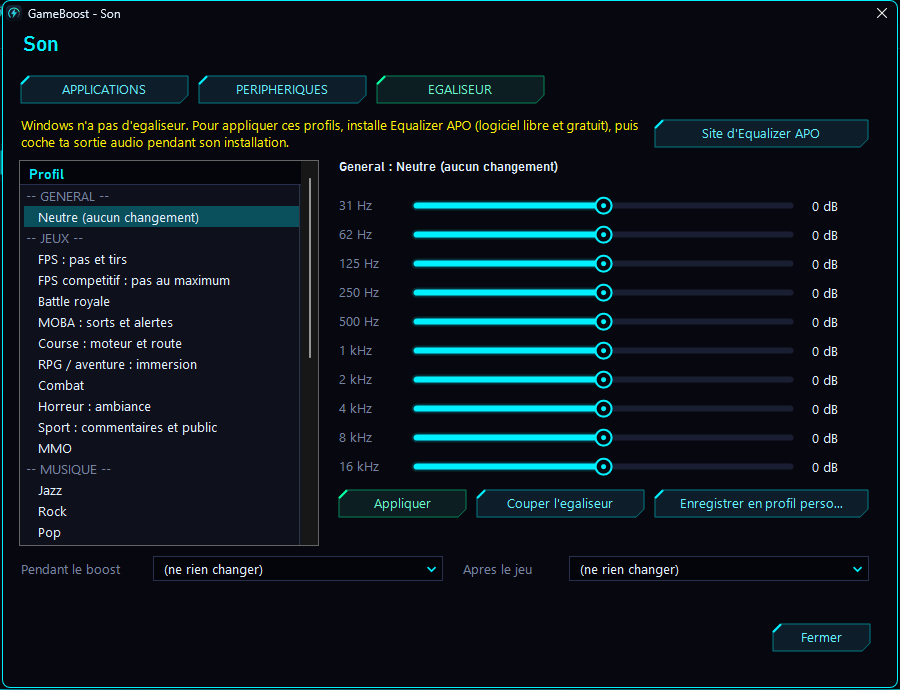 GameBoost - Son
Son
APPLICATIONS
PERIPHERIQUES
EGALISEUR
Windows n'a pas d'egaliseur. Pour appliquer ces profils, installe Equalizer APO (logiciel libre et gratuit), puis
coche ta sortie audio pendant son installation.
Site d'Equalizer APO
Profil
-- GENERAL --
Neutre (aucun changement)
-- JEUX --
FPS : pas et tirs
FPS competitif : pas au maximum
Battle royale
MOBA : sorts et alertes
Course : moteur et route
RPG / aventure : immersion
Combat
Horreur : ambiance
Sport : commentaires et public
MMO
-- MUSIQUE --
Jazz
Rock
Pop
General : Neutre (aucun changement)
31 Hz 0 dB
62 Hz 0 dB
125 Hz 0 dB
250 Hz 0 dB
500 Hz 0 dB
1 kHz 0 dB
2 kHz 0 dB
4 kHz 0 dB
8 kHz 0 dB
16 kHz 0 dB
Appliquer
Couper l'egaliseur
Enregistrer en profil perso...
Pendant le boost
(ne rien changer)
Apres le jeu
(ne rien changer)
Fermer